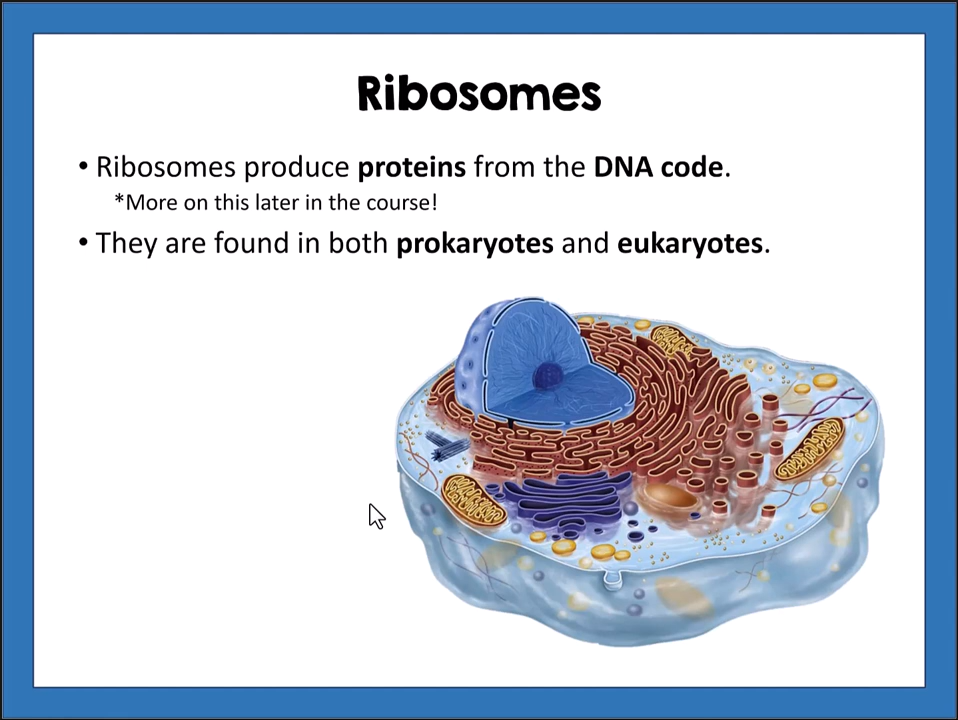 Ribosomes
• Ribosomes produce proteins from the DNA code.
*More on this later in the course!
• They are found in both prokaryotes and eukaryotes.